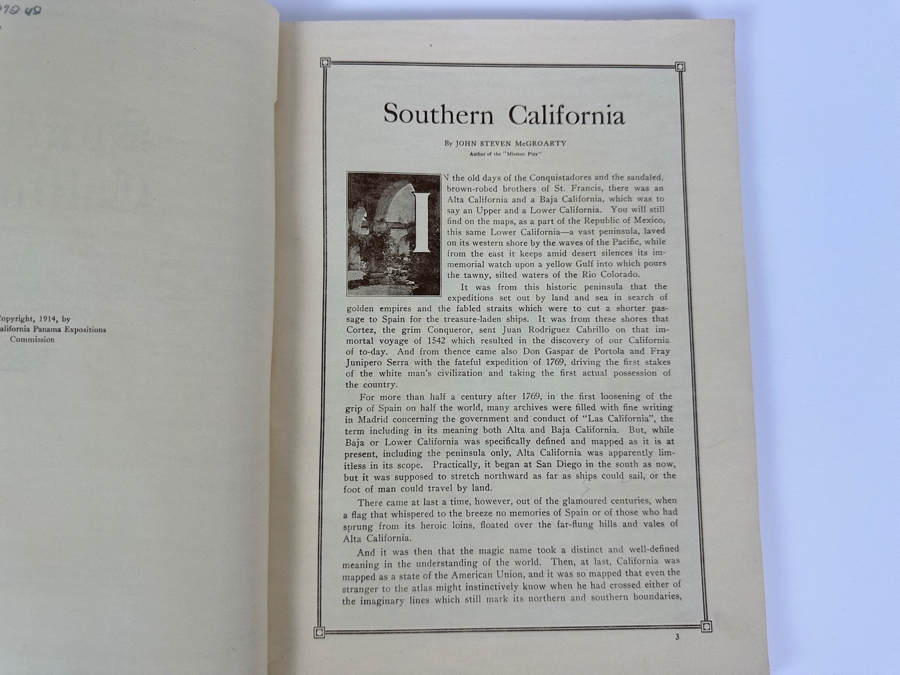 Copyright, 1914, by
California Panama Expositions
Commission
Southern California
By JOHN STEVEN McGROARTY
Author of the "Mission Play"
IN the old days of the Conquistadores and the sandaled,
brown-robed brothers of St. Francis, there was an
Alta California and a Baja California, which was to
say an Upper and a Lower California. You will still
find on the maps, as a part of the Republic of Mexico,
this same Lower California—a vast peninsula, laved
on its western shore by the waves of the Pacific, while
from the east it keeps amid desert silences its im-
memorial watch upon a yellow Gulf into which pours
the tawny, silted waters of the Rio Colorado.
It was from this historic peninsula that the
expeditions set out by land and sea in search of
golden empires and the fabled straits which were to cut a shorter pas-
sage to Spain for the treasure-laden ships. It was from these shores that
Cortez, the grim Conqueror, sent Juan Rodriguez Cabrillo on that im-
mortal voyage of 1542 which resulted in the discovery of our California
of to-day. And from thence came also Don Gaspar de Portola and Fray
Junipero Serra with the fateful expedition of 1769, driving the first stakes
of the white man's civilization and taking the first actual possession of
the country.
For more than half a century after 1769, in the first loosening of the
grip of Spain on half the world, many archives were filled with fine writing
in Madrid concerning the government and conduct of "Las California", the
term including in its meaning both Alta and Baja California. But, while
Baja or Lower California was specifically defined and mapped as it is at
present, including the peninsula only, Alta California was apparently lim-
itless in its scope. Practically, it began at San Diego in the south as now,
but it was supposed to stretch northward as far as ships could sail, or the
foot of man could travel by land.
There came at last a time, however, out of the glamoured centuries, when
a flag that whispered to the breeze no memories of Spain or of those who had
sprung from its heroic loins, floated over the far-flung hills and vales of
Alta California.
And it was then that the magic name took a distinct and well-defined
meaning in the understanding of the world. Then, at last, California was
mapped as a state of the American Union, and it was so mapped that even the
stranger to the atlas might instinctively know when he had crossed either of
the imaginary lines which still mark its northern and southern boundaries,
3